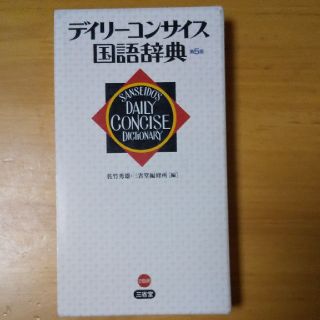 デイリーコンサイス
国語辞典 第5版
SANSEIDO'S
DAILY
CONCISE
DICTIONARY
佐竹秀雄・三省堂編修所[編]
三省堂